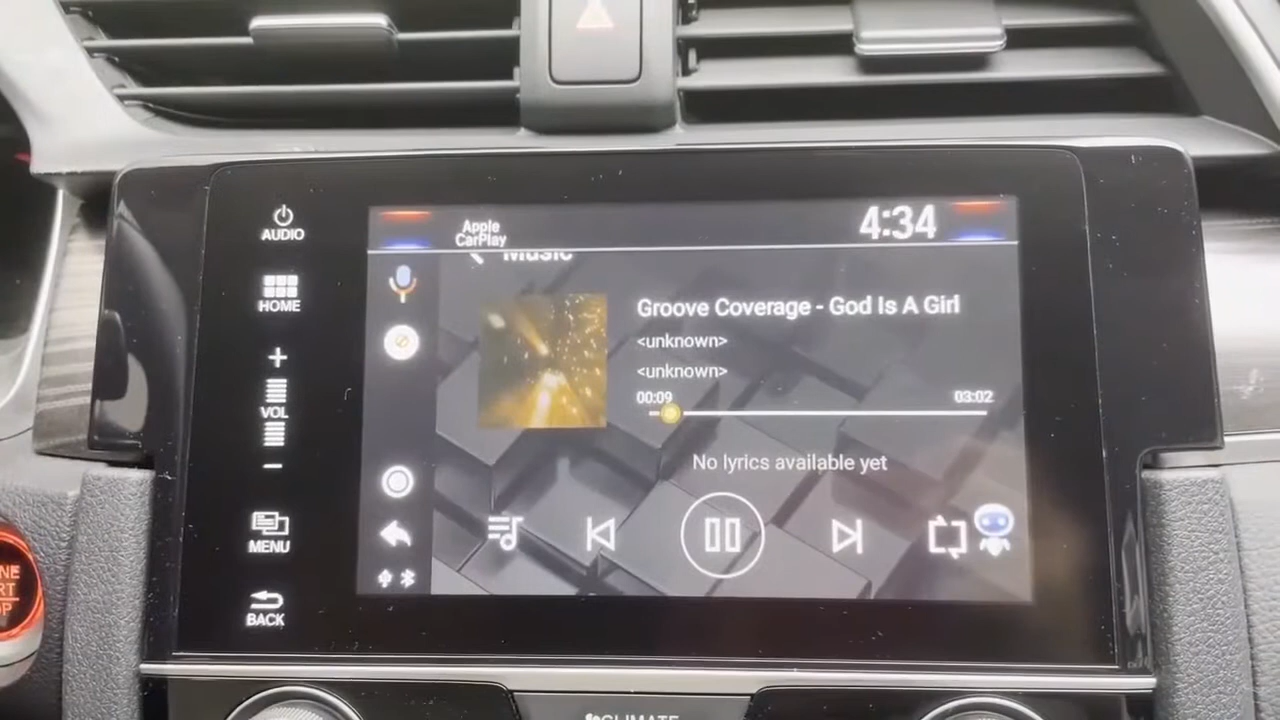 AUDIO
HOME
VOL
MENU
BACK
Apple
CarPlay
4:34
Music
Groove Coverage - God Is A Girl
<unknown>
<unknown>
00:09
03:02
No lyrics available yet
CLIMATE